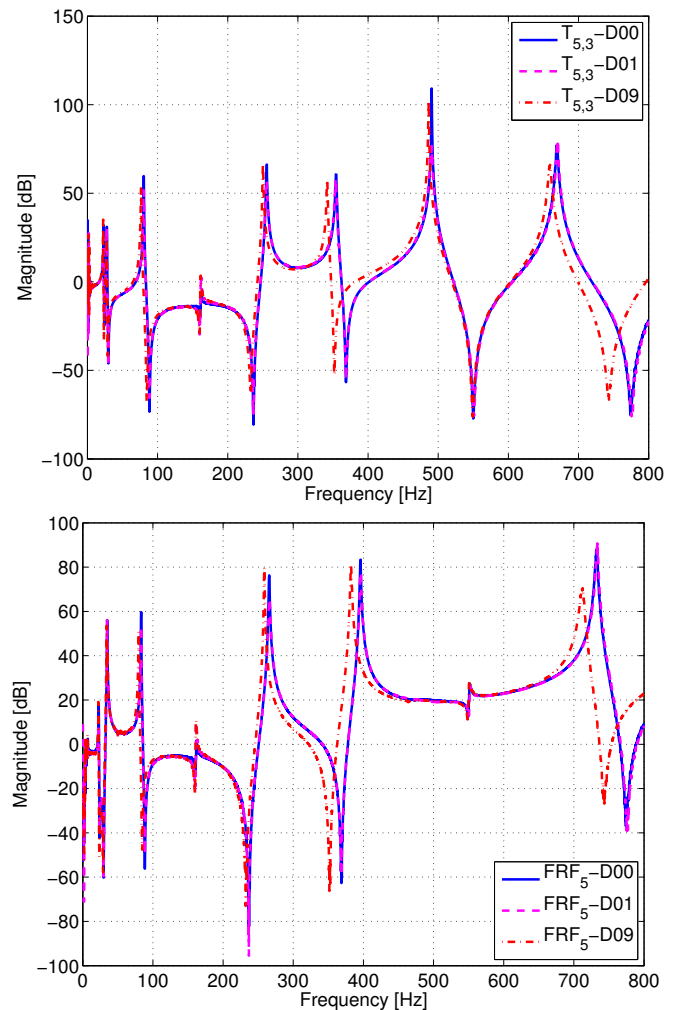 150
100
50
0
−50
−100
Magnitude [dB]
T5,3−D00
T5,3−D01
T5,3−D09
0 100 200 300 400 500 600 700 800
Frequency [Hz]
100
80
60
40
20
0
−20
−40
−60
−80
−100
Magnitude [dB]
FRF5−D00
FRF5−D01
FRF5−D09
0 100 200 300 400 500 600 700 800
Frequency [Hz]